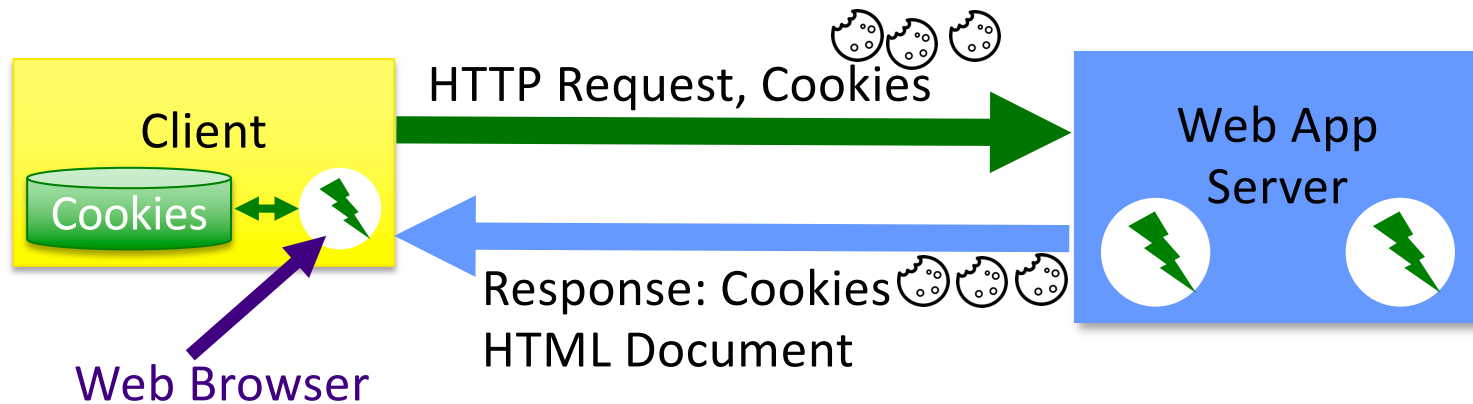 HTTP Request, Cookies
Client
Cookies
Web App
Server
Response: Cookies
HTML Document
Web Browser